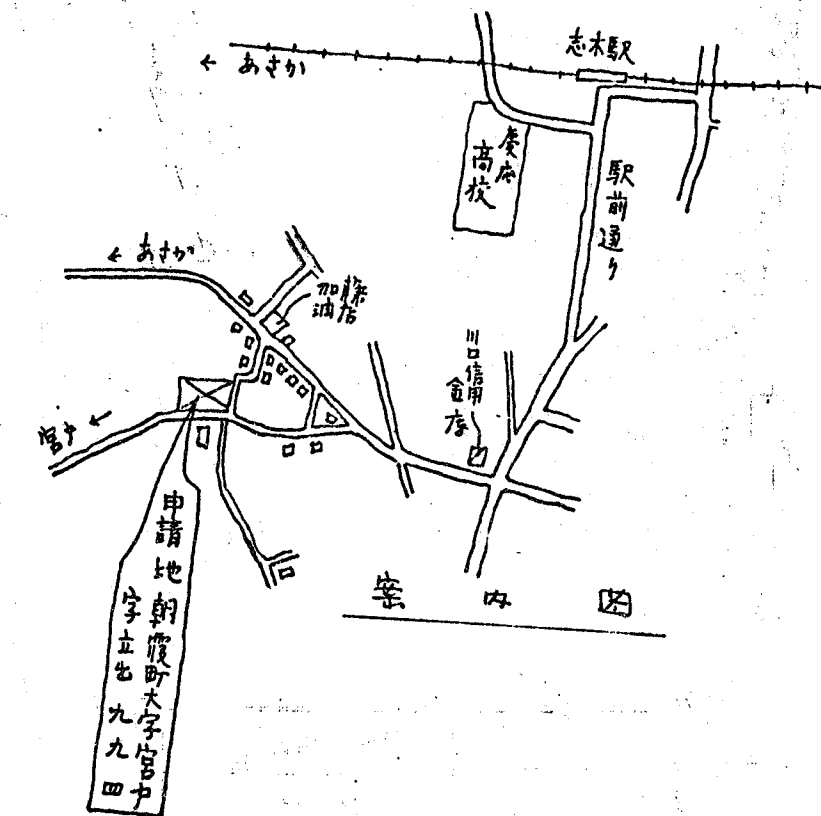 ← あさか
志木駅
慶応
高校
駅前通り
← あさか
加藤
油店
川口信用
金庫
宮戸 ←
申請地 朝霞町大字宮戸
字立出 九九四
案内図